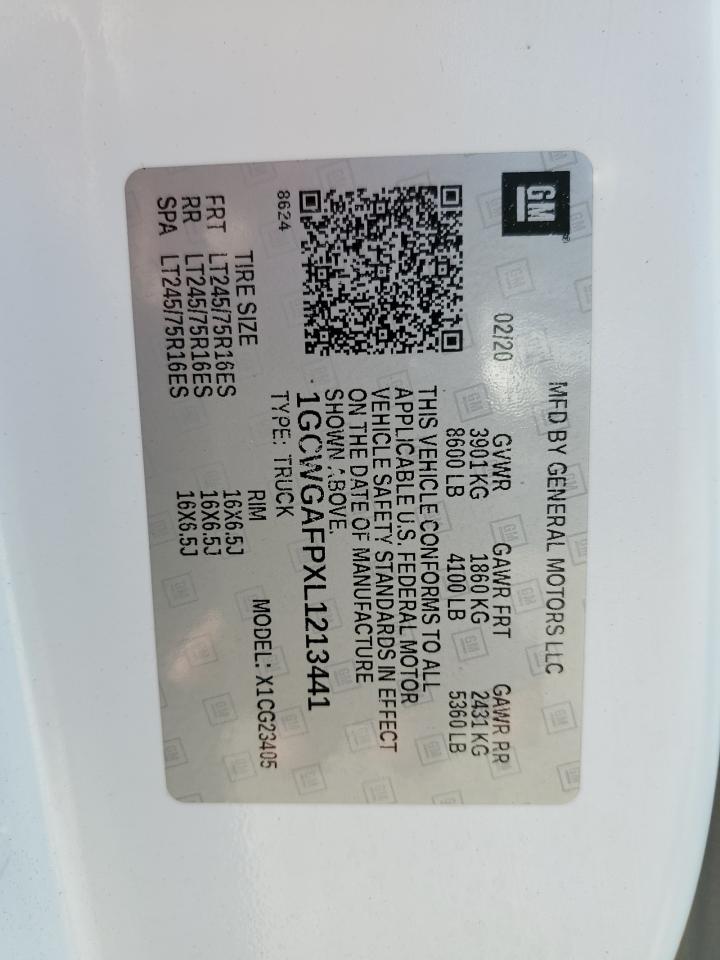 GM
MFD BY GENERAL MOTORS LLC
02/20 GVWR GAWR FRT GAWR RR
3901 KG 1860 KG 2431 KG
8600 LB 4100 LB 5360 LB
THIS VEHICLE CONFORMS TO ALL
APPLICABLE U.S. FEDERAL MOTOR
VEHICLE SAFETY STANDARDS IN EFFECT
ON THE DATE OF MANUFACTURE
SHOWN ABOVE.
1GCWGAFPXL1213441
8624 TYPE: TRUCK
TIRE SIZE RIM MODEL: X1CG23405
FRT LT245/75R16ES 16X6.5J
RR LT245/75R16ES 16X6.5J
SPA LT245/75R16ES 16X6.5J